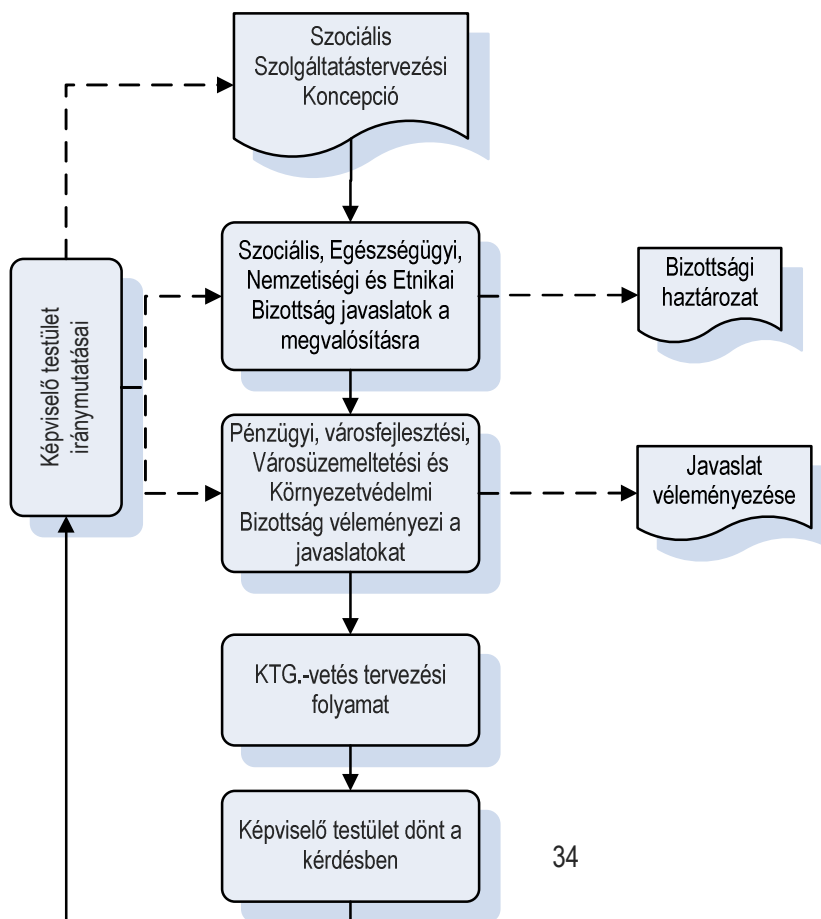 Szociális
Szolgáltatástervezési
Koncepció
Képviselő testület
iránymutatásai
Szociális, Egészségügyi,
Nemzetiségi és Etnikai
Bizottság javaslatok a
megvalósításra
Bizottsági
haztározat
Pénzügyi, városfejlesztési,
Városüzemeltetési és
Környezetvédelmi
Bizottság véleményezi a
javaslatokat
Javaslat
véleményezése
KTG.-vetés tervezési
folyamat
Képviselő testület dönt a
kérdésben
34